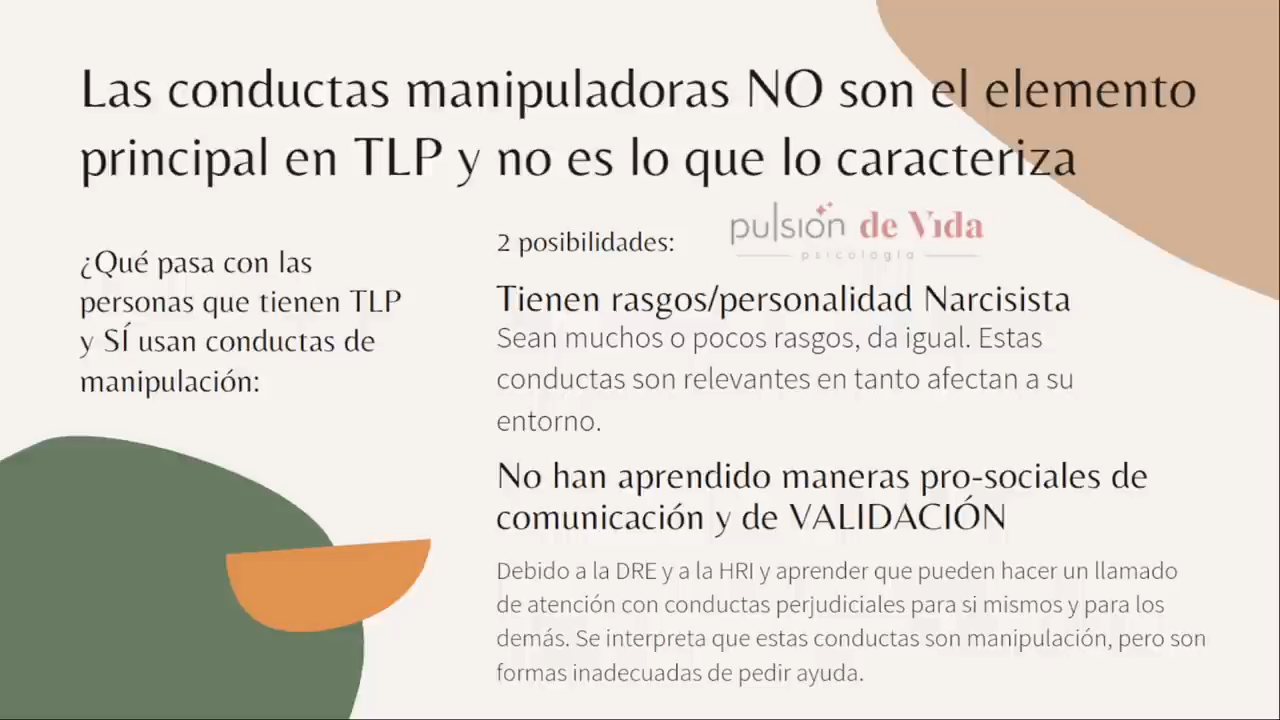 Las conductas manipuladoras NO son el elemento
principal en TLP y no es lo que lo caracteriza
¿Qué pasa con las
personas que tienen TLP
y SÍ usan conductas de
manipulación:
2 posibilidades:
pulsión de Vida
psicología
Tienen rasgos/personalidad Narcisista
Sean muchos o pocos rasgos, da igual. Estas
conductas son relevantes en tanto afectan a su
entorno.
No han aprendido maneras pro-sociales de
comunicación y de VALIDACIÓN
Debido a la DRE y a la HRI y aprender que pueden hacer un llamado
de atención con conductas perjudiciales para si mismos y para los
demás. Se interpreta que estas conductas son manipulación, pero son
formas inadecuadas de pedir ayuda.